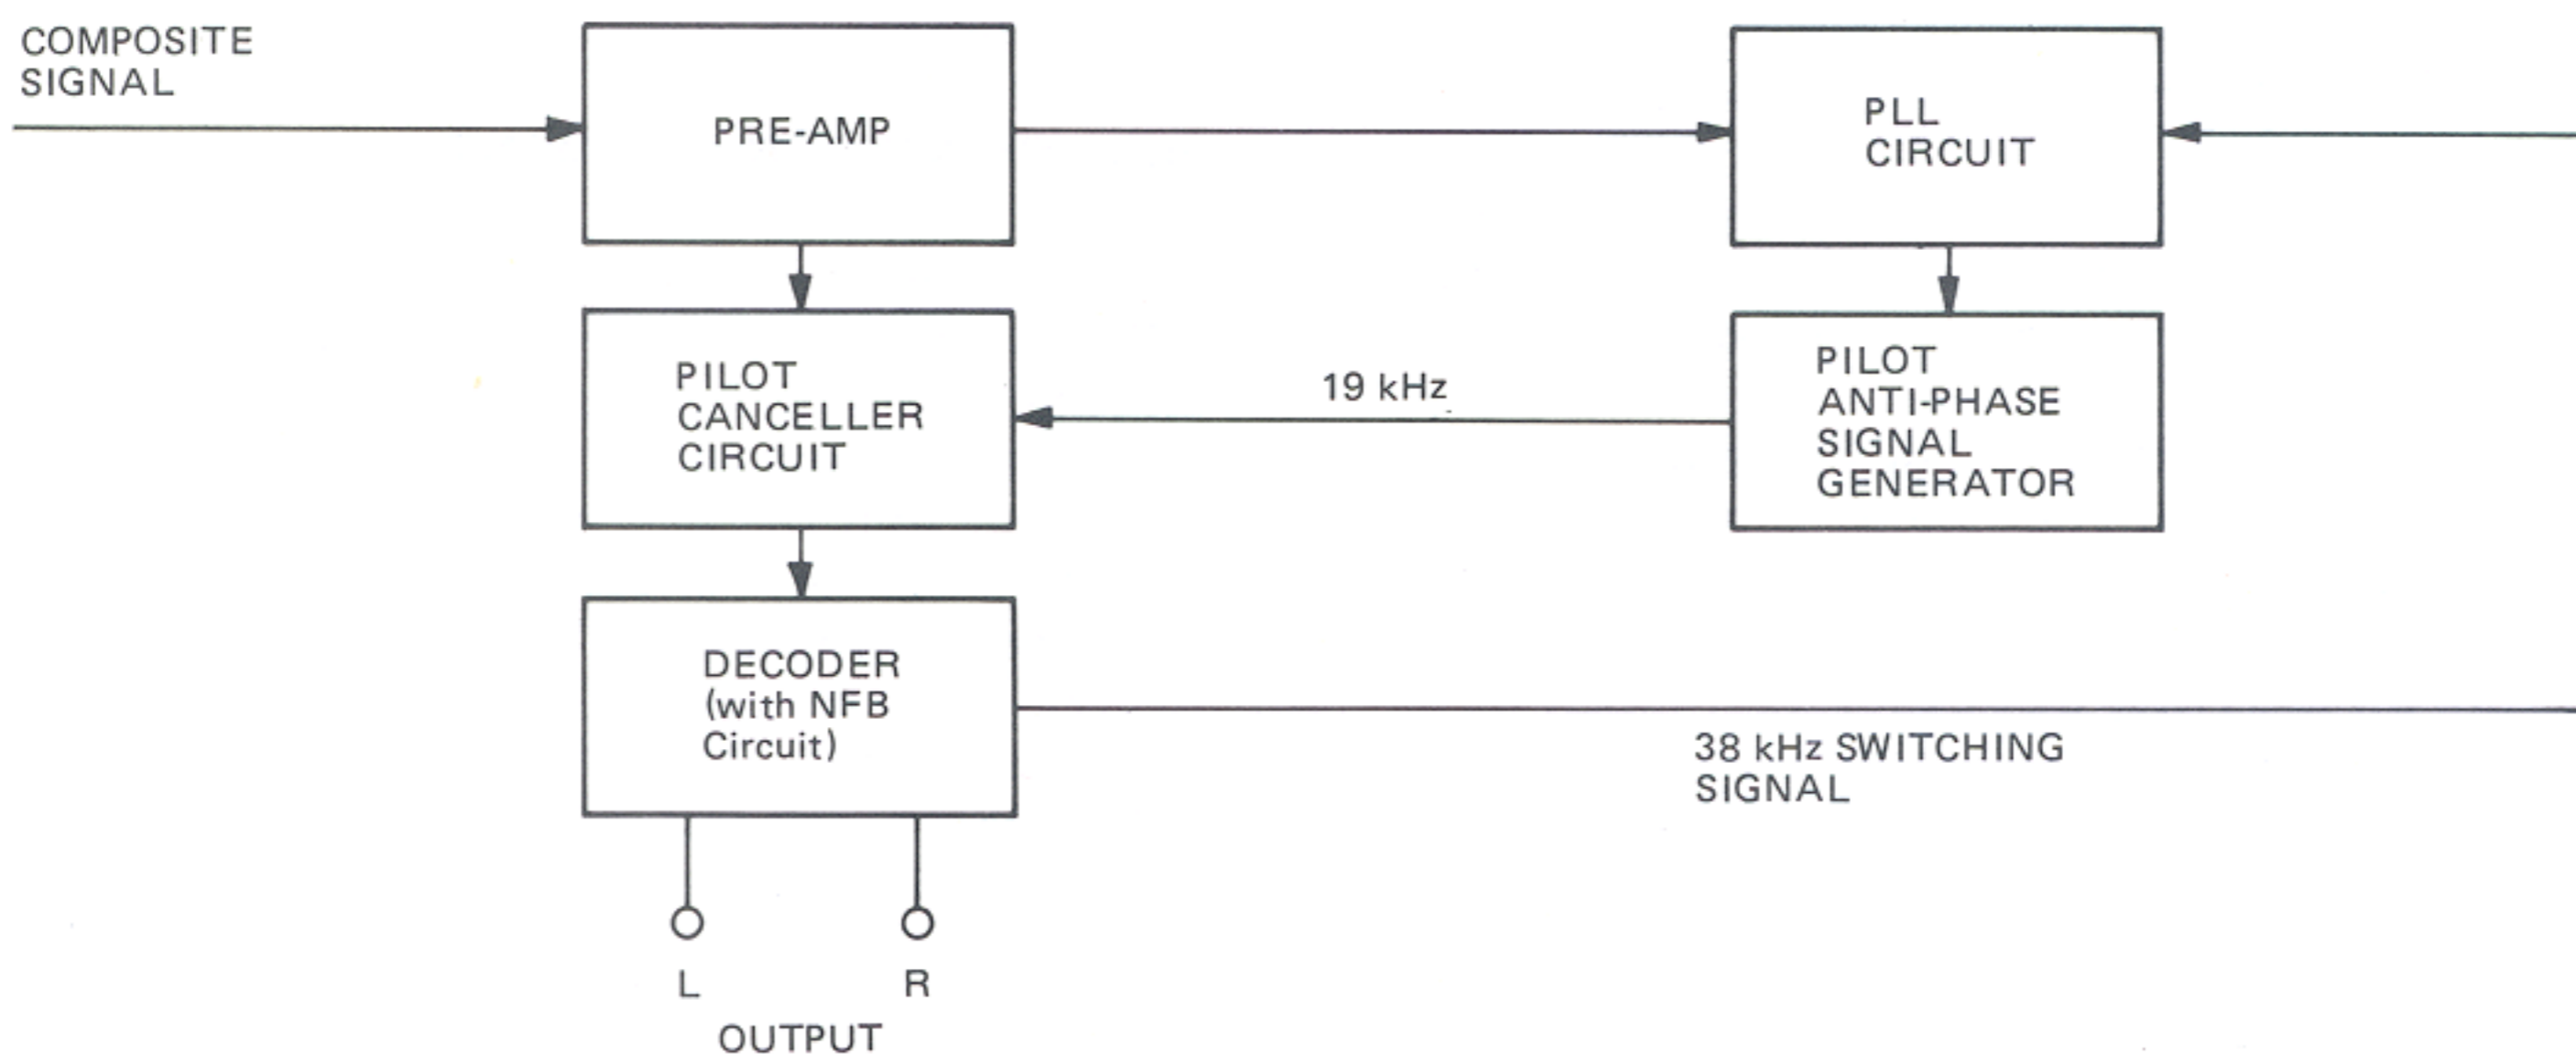 COMPOSITE
SIGNAL
PRE-AMP
PLL
CIRCUIT
PILOT
CANCELLER
CIRCUIT
19 kHz
PILOT
ANTI-PHASE
SIGNAL
GENERATOR
DECODER
(with NFB
Circuit)
38 kHz SWITCHING
SIGNAL
L
R
OUTPUT